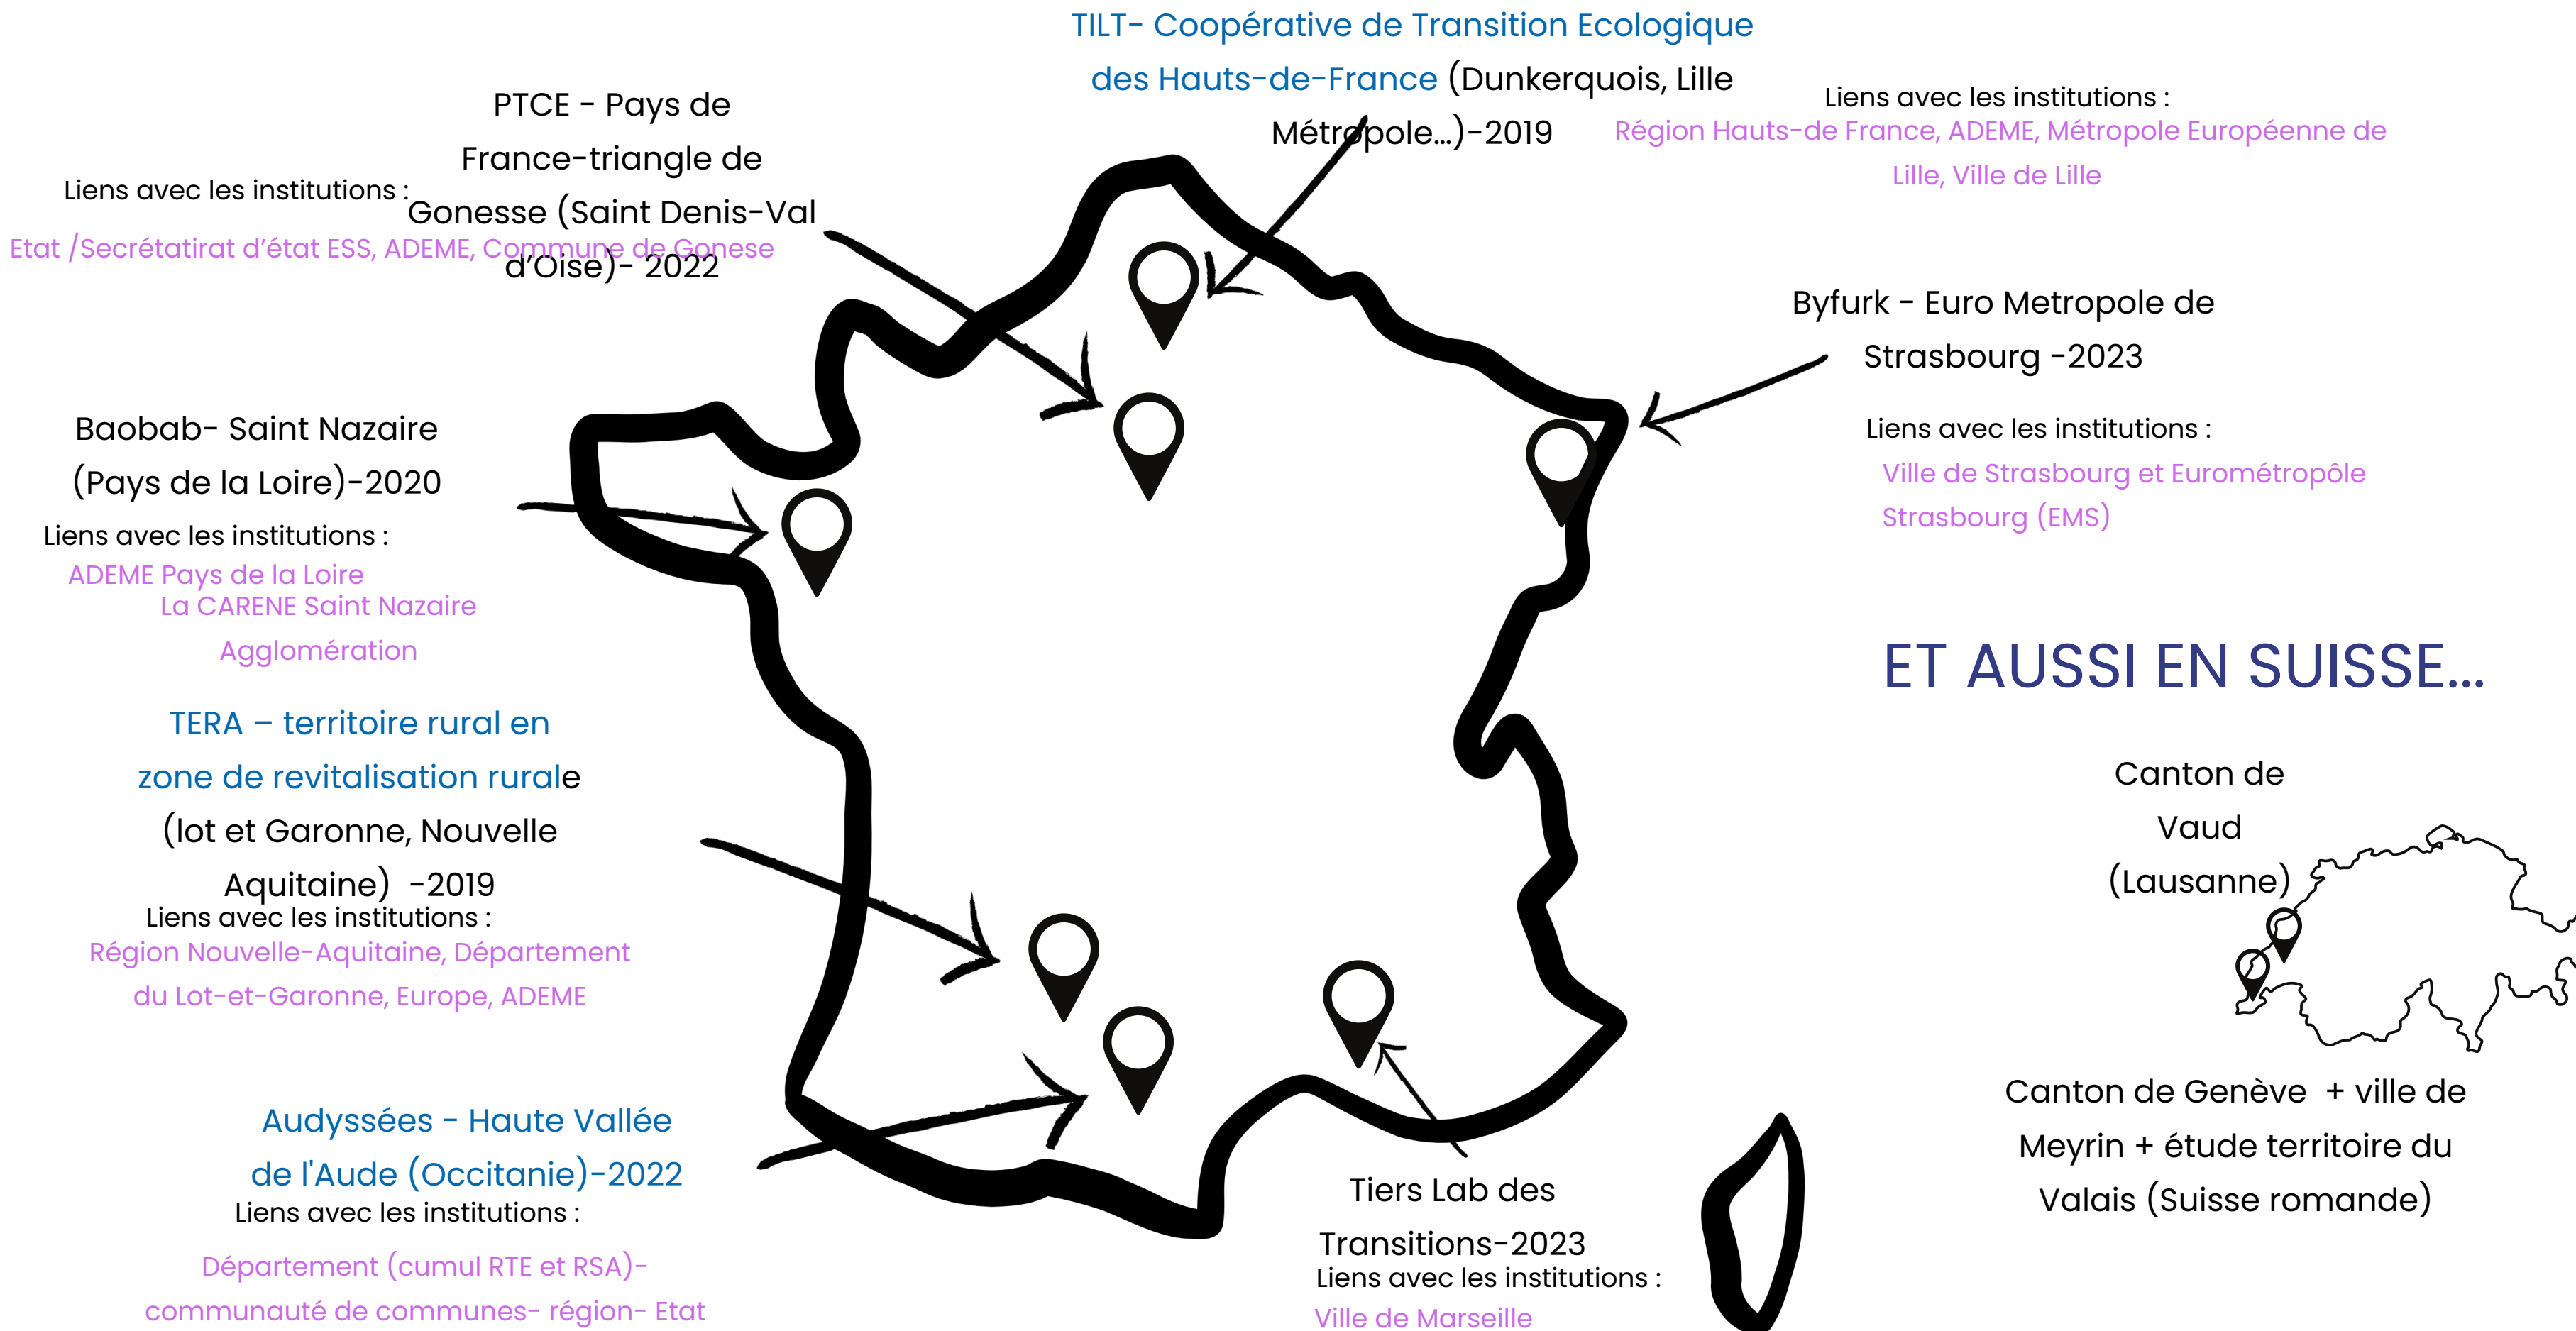 TILT- Coopérative de Transition Ecologique
des Hauts-de-France (Dunkerquois, Lille
Métropole...)-2019
Liens avec les institutions :
Région Hauts-de France, ADEME, Métropole Européenne de
Lille, Ville de Lille
PTCE - Pays de
France-triangle de
Gonesse (Saint Denis-Val
d'Oise)- 2022
Liens avec les institutions :
Etat /Secrétatirat d'état ESS, ADEME, Commune de Gonese
Byfurk - Euro Metropole de
Strasbourg -2023
Liens avec les institutions :
Ville de Strasbourg et Eurométropôle
Strasbourg (EMS)
Baobab- Saint Nazaire
(Pays de la Loire)-2020
Liens avec les institutions :
ADEME Pays de la Loire
La CARENE Saint Nazaire
Agglomération
TERA – territoire rural en
zone de revitalisation rurale
(lot et Garonne, Nouvelle
Aquitaine) -2019
Liens avec les institutions :
Région Nouvelle-Aquitaine, Département
du Lot-et-Garonne, Europe, ADEME
Audyssées - Haute Vallée
de l'Aude (Occitanie)-2022
Liens avec les institutions :
Département (cumul RTE et RSA)-
communauté de communes- région- Etat
Tiers Lab des
Transitions-2023
Liens avec les institutions :
Ville de Marseille
ET AUSSI EN SUISSE...
Canton de
Vaud
(Lausanne)
Canton de Genève + ville de
Meyrin + étude territoire du
Valais (Suisse romande)